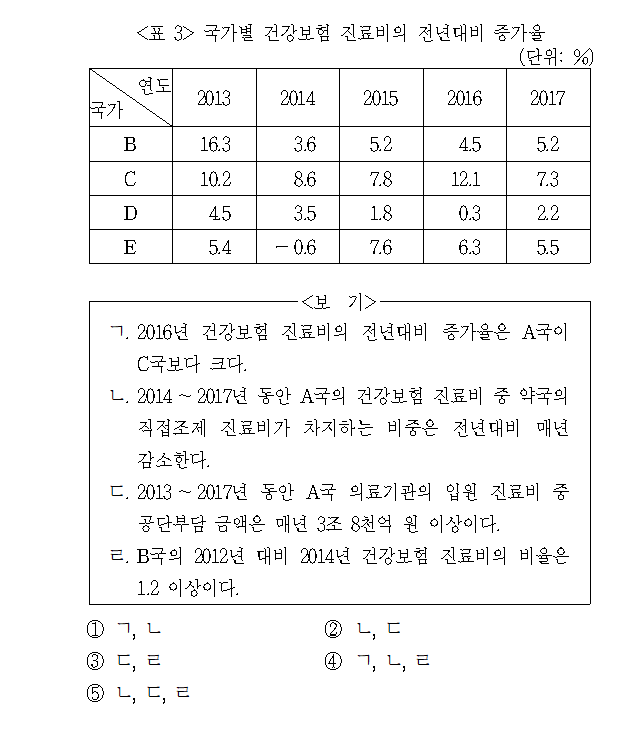 <표 3> 국가별 건강보험 진료비의 전년대비 증가율
(단위: %)
연도
국가
2013 2014 2015 2016 2017
B 16.3 3.6 5.2 4.5 5.2
C 10.2 8.6 7.8 12.1 7.3
D 4.5 3.5 1.8 0.3 2.2
E 5.4 -0.6 7.6 6.3 5.5
<보 기>
ㄱ. 2016년 건강보험 진료비의 전년대비 증가율은 A국이
C국보다 크다.
ㄴ. 2014 ~ 2017년 동안 A국의 건강보험 진료비 중 약국의
직접조제 진료비가 차지하는 비중은 전년대비 매년
감소한다.
ㄷ. 2013 ~ 2017년 동안 A국 의료기관의 입원 진료비 중
공단부담 금액은 매년 3조 8천억 원 이상이다.
ㄹ. B국의 2012년 대비 2014년 건강보험 진료비의 비율은
1.2 이상이다.
① ㄱ, ㄴ ② ㄴ, ㄷ
③ ㄷ, ㄹ ④ ㄱ, ㄴ, ㄹ
⑤ ㄴ, ㄷ, ㄹ